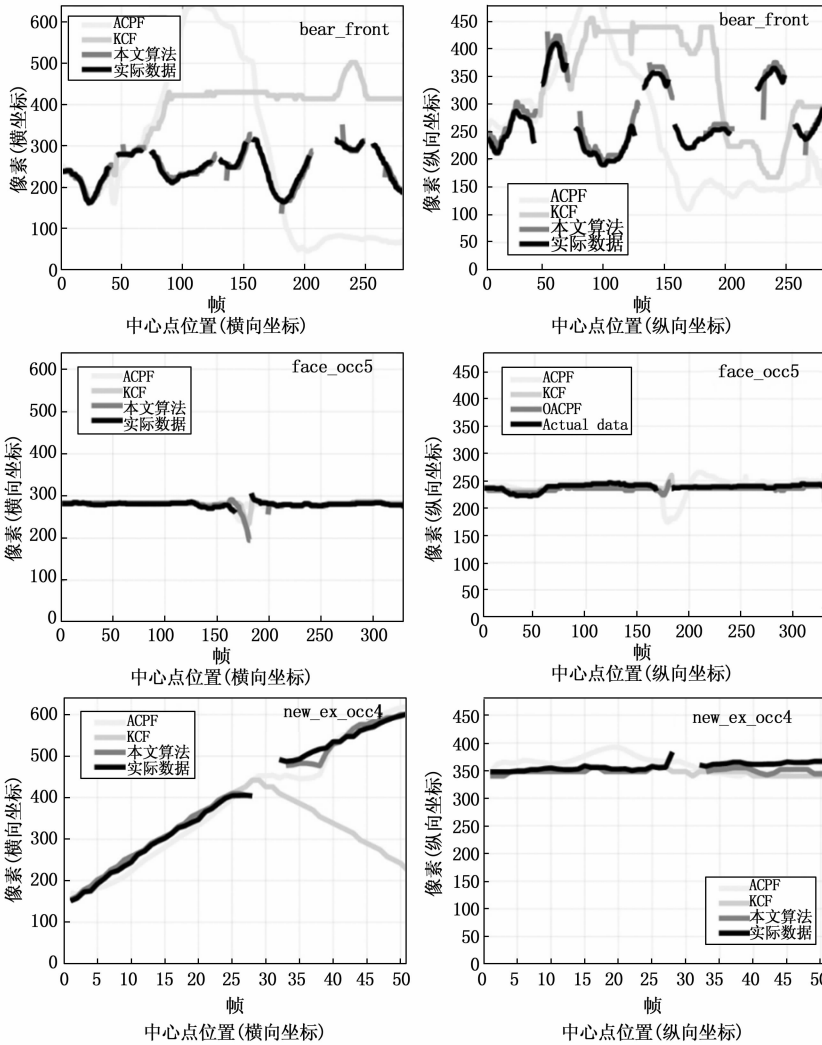 bear_front
ACPF
KCF
本文算法
实际数据
像素(横向坐标)
600
500
400
300
200
100
0
0 50 100 150 200 250
帧
中心点位置(横向坐标)
bear_front
ACPF
KCF
本文算法
实际数据
像素(纵向坐标)
450
400
350
300
250
200
150
100
50
0
0 50 100 150 200 250
帧
中心点位置(纵向坐标)
face_occ5
ACPF
KCF
本文算法
实际数据
像素(横向坐标)
600
500
400
300
200
100
0
0 50 100 150 200 250 300
帧
中心点位置(横向坐标)
face_occ5
ACPF
KCF
OACPF
Actual data
像素(纵向坐标)
450
400
350
300
250
200
150
100
50
0
0 50 100 150 200 250 300
帧
中心点位置(纵向坐标)
new_ex_occ4
ACPF
KCF
本文算法
实际数据
像素(横向坐标)
600
500
400
300
200
100
0
0 5 10 15 20 25 30 35 40 45 50
帧
中心点位置(横向坐标)
new_ex_occ4
ACPF
KCF
本文算法
实际数据
像素(纵向坐标)
450
400
350
300
250
200
150
100
50
0
0 5 10 15 20 25 30 35 40 45 50
帧
中心点位置(纵向坐标)